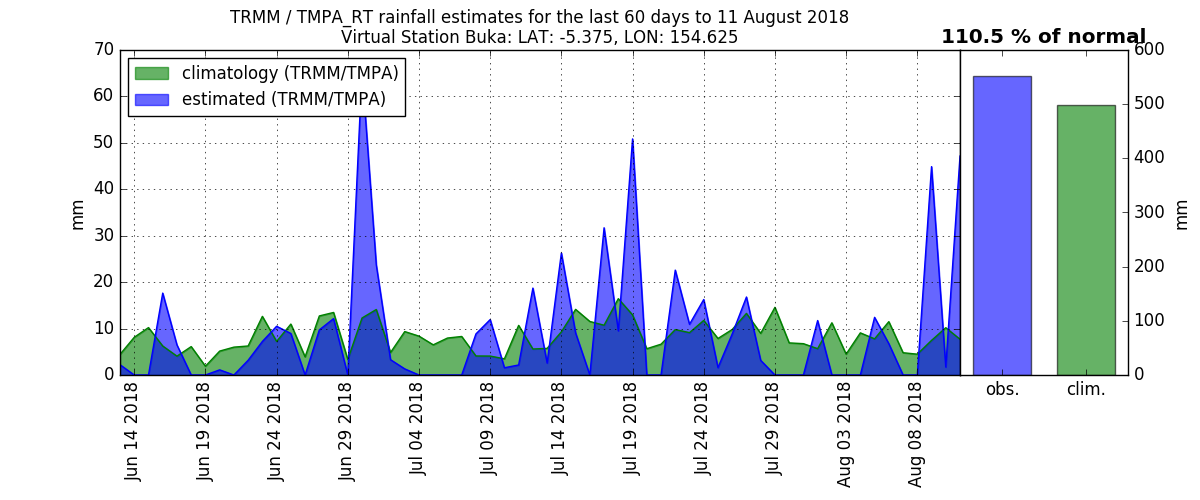 TRMM / TMPA_RT rainfall estimates for the last 60 days to 11 August 2018
Virtual Station Buka: LAT: -5.375, LON: 154.625
110.5 % of normal
climatology (TRMM/TMPA)
estimated (TRMM/TMPA)
70
60
50
40
30
20
10
0
mm
Jun 14 2018
Jun 19 2018
Jun 24 2018
Jun 29 2018
Jul 04 2018
Jul 09 2018
Jul 14 2018
Jul 19 2018
Jul 24 2018
Jul 29 2018
Aug 03 2018
Aug 08 2018
obs.
clim.
600
500
400
300
200
100
0
mm